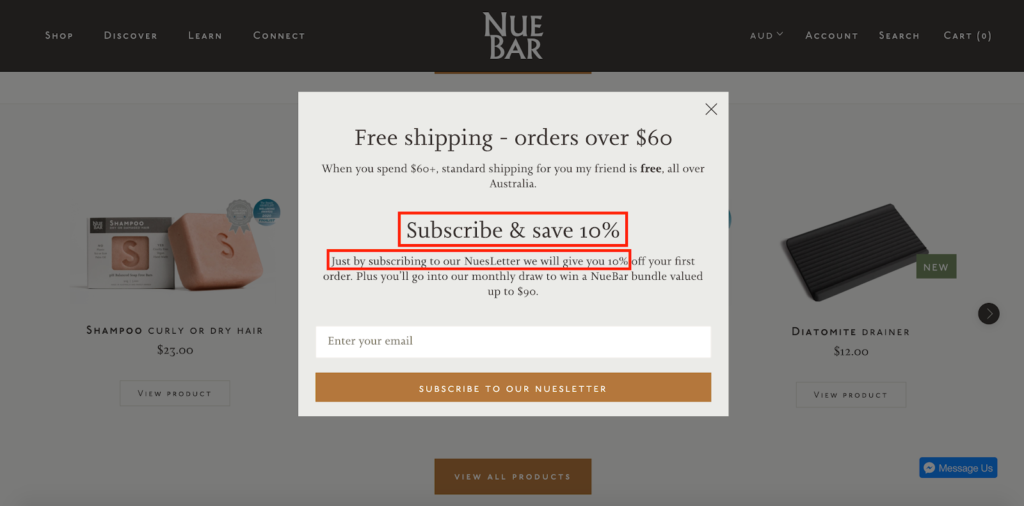 Shop Discover Learn Connect
NUE
BAR
AUD Account Search Cart (0)
Free shipping - orders over $60
When you spend $60+, standard shipping for you my friend is free, all over
Australia.
Subscribe & save 10%
Just by subscribing to our NuesLetter we will give you 10% off your first
order. Plus you'll go into our monthly draw to win a NueBar bundle valued
up to $90.
Enter your email
SUBSCRIBE TO OUR NUESLETTER
NUE
BAR
SHAMPOO
S
S
Shampoo curly or dry hair
$23.00
View product
NEW
Diatomite drainer
$12.00
View product
VIEW ALL PRODUCTS
Message Us